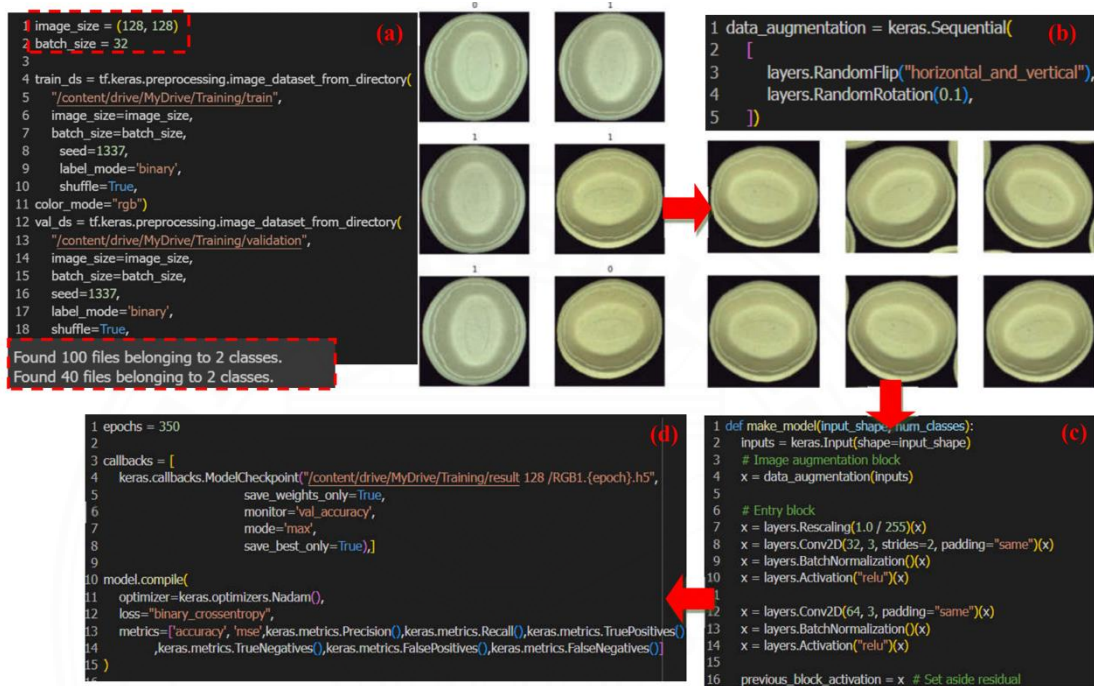 (a)
1 image_size = (128, 128)
2 batch_size = 32
3
4 train_ds = tf.keras.preprocessing.image_dataset_from_directory(
5 "/content/drive/MyDrive/Training/train",
6 image_size=image_size,
7 batch_size=batch_size,
8 seed=1337,
9 label_mode='binary',
10 shuffle=True,
11 color_mode="rgb")
12 val_ds = tf.keras.preprocessing.image_dataset_from_directory(
13 "/content/drive/MyDrive/Training/validation",
14 image_size=image_size,
15 batch_size=batch_size,
16 seed=1337,
17 label_mode='binary',
18 shuffle=True,
Found 100 files belonging to 2 classes.
Found 40 files belonging to 2 classes.
0 1
1 1
1 0
(b)
1 data_augmentation = keras.Sequential(
2 [
3 layers.RandomFlip("horizontal_and_vertical"),
4 layers.RandomRotation(0.1),
5 ])
(d)
1 epochs = 350
2
3 callbacks = [
4 keras.callbacks.ModelCheckpoint("/content/drive/MyDrive/Training/result 128 /RGB1.{epoch}.h5",
5 save_weights_only=True,
6 monitor='val_accuracy',
7 mode='max',
8 save_best_only=True),]
9
10 model.compile(
11 optimizer=keras.optimizers.Nadam(),
12 loss="binary_crossentropy",
13 metrics=['accuracy', 'mse',keras.metrics.Precision(),keras.metrics.Recall(),keras.metrics.TruePositives()
14 ,keras.metrics.TrueNegatives(),keras.metrics.FalsePositives(),keras.metrics.FalseNegatives()]
15 )
(c)
1 def make_model(input_shape, num_classes):
2 inputs = keras.Input(shape=input_shape)
3 # Image augmentation block
4 x = data_augmentation(inputs)
5
6 # Entry block
7 x = layers.Rescaling(1.0 / 255)(x)
8 x = layers.Conv2D(32, 3, strides=2, padding="same")(x)
9 x = layers.BatchNormalization()(x)
10 x = layers.Activation("relu")(x)
12 x = layers.Conv2D(64, 3, padding="same")(x)
13 x = layers.BatchNormalization()(x)
14 x = layers.Activation("relu")(x)
15
16 previous_block_activation = x # Set aside residual